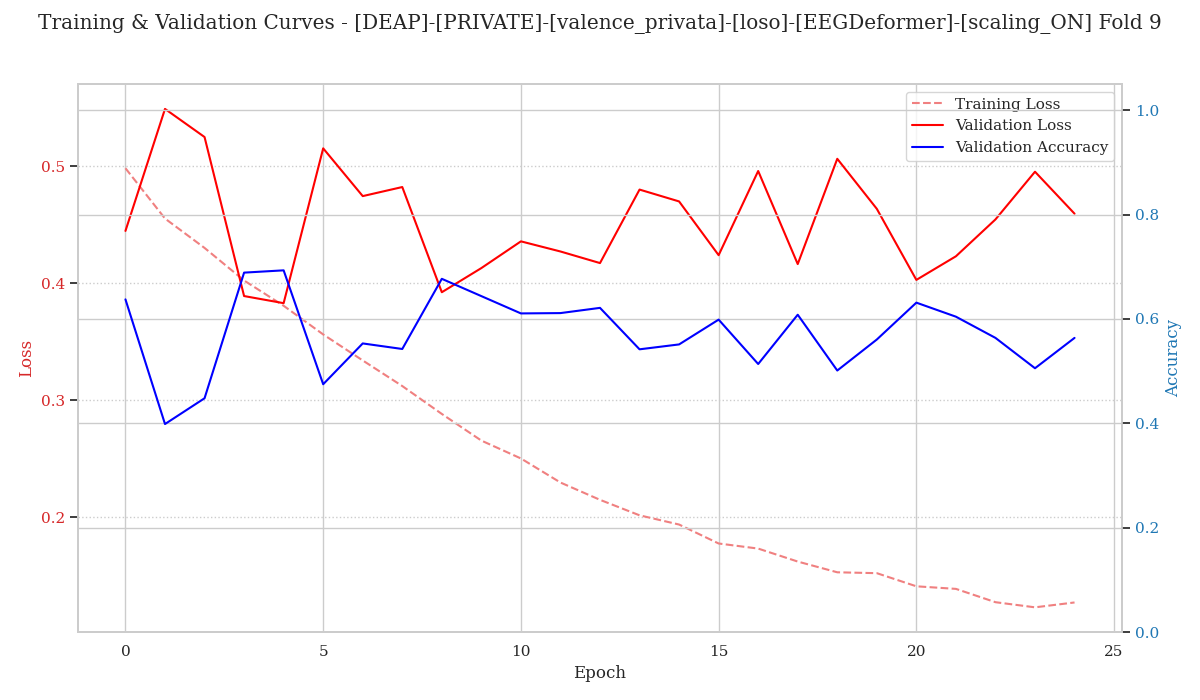 Training & Validation Curves - [DEAP]-[PRIVATE]-[valence_privata]-[loso]-[EEGDeformer]-[scaling_ON] Fold 9
Training Loss
Validation Loss
Validation Accuracy
Loss
0.5
0.4
0.3
0.2
1.0
0.8
0.6
0.4
0.2
0.0
Accuracy
0
5
10
15
20
25
Epoch